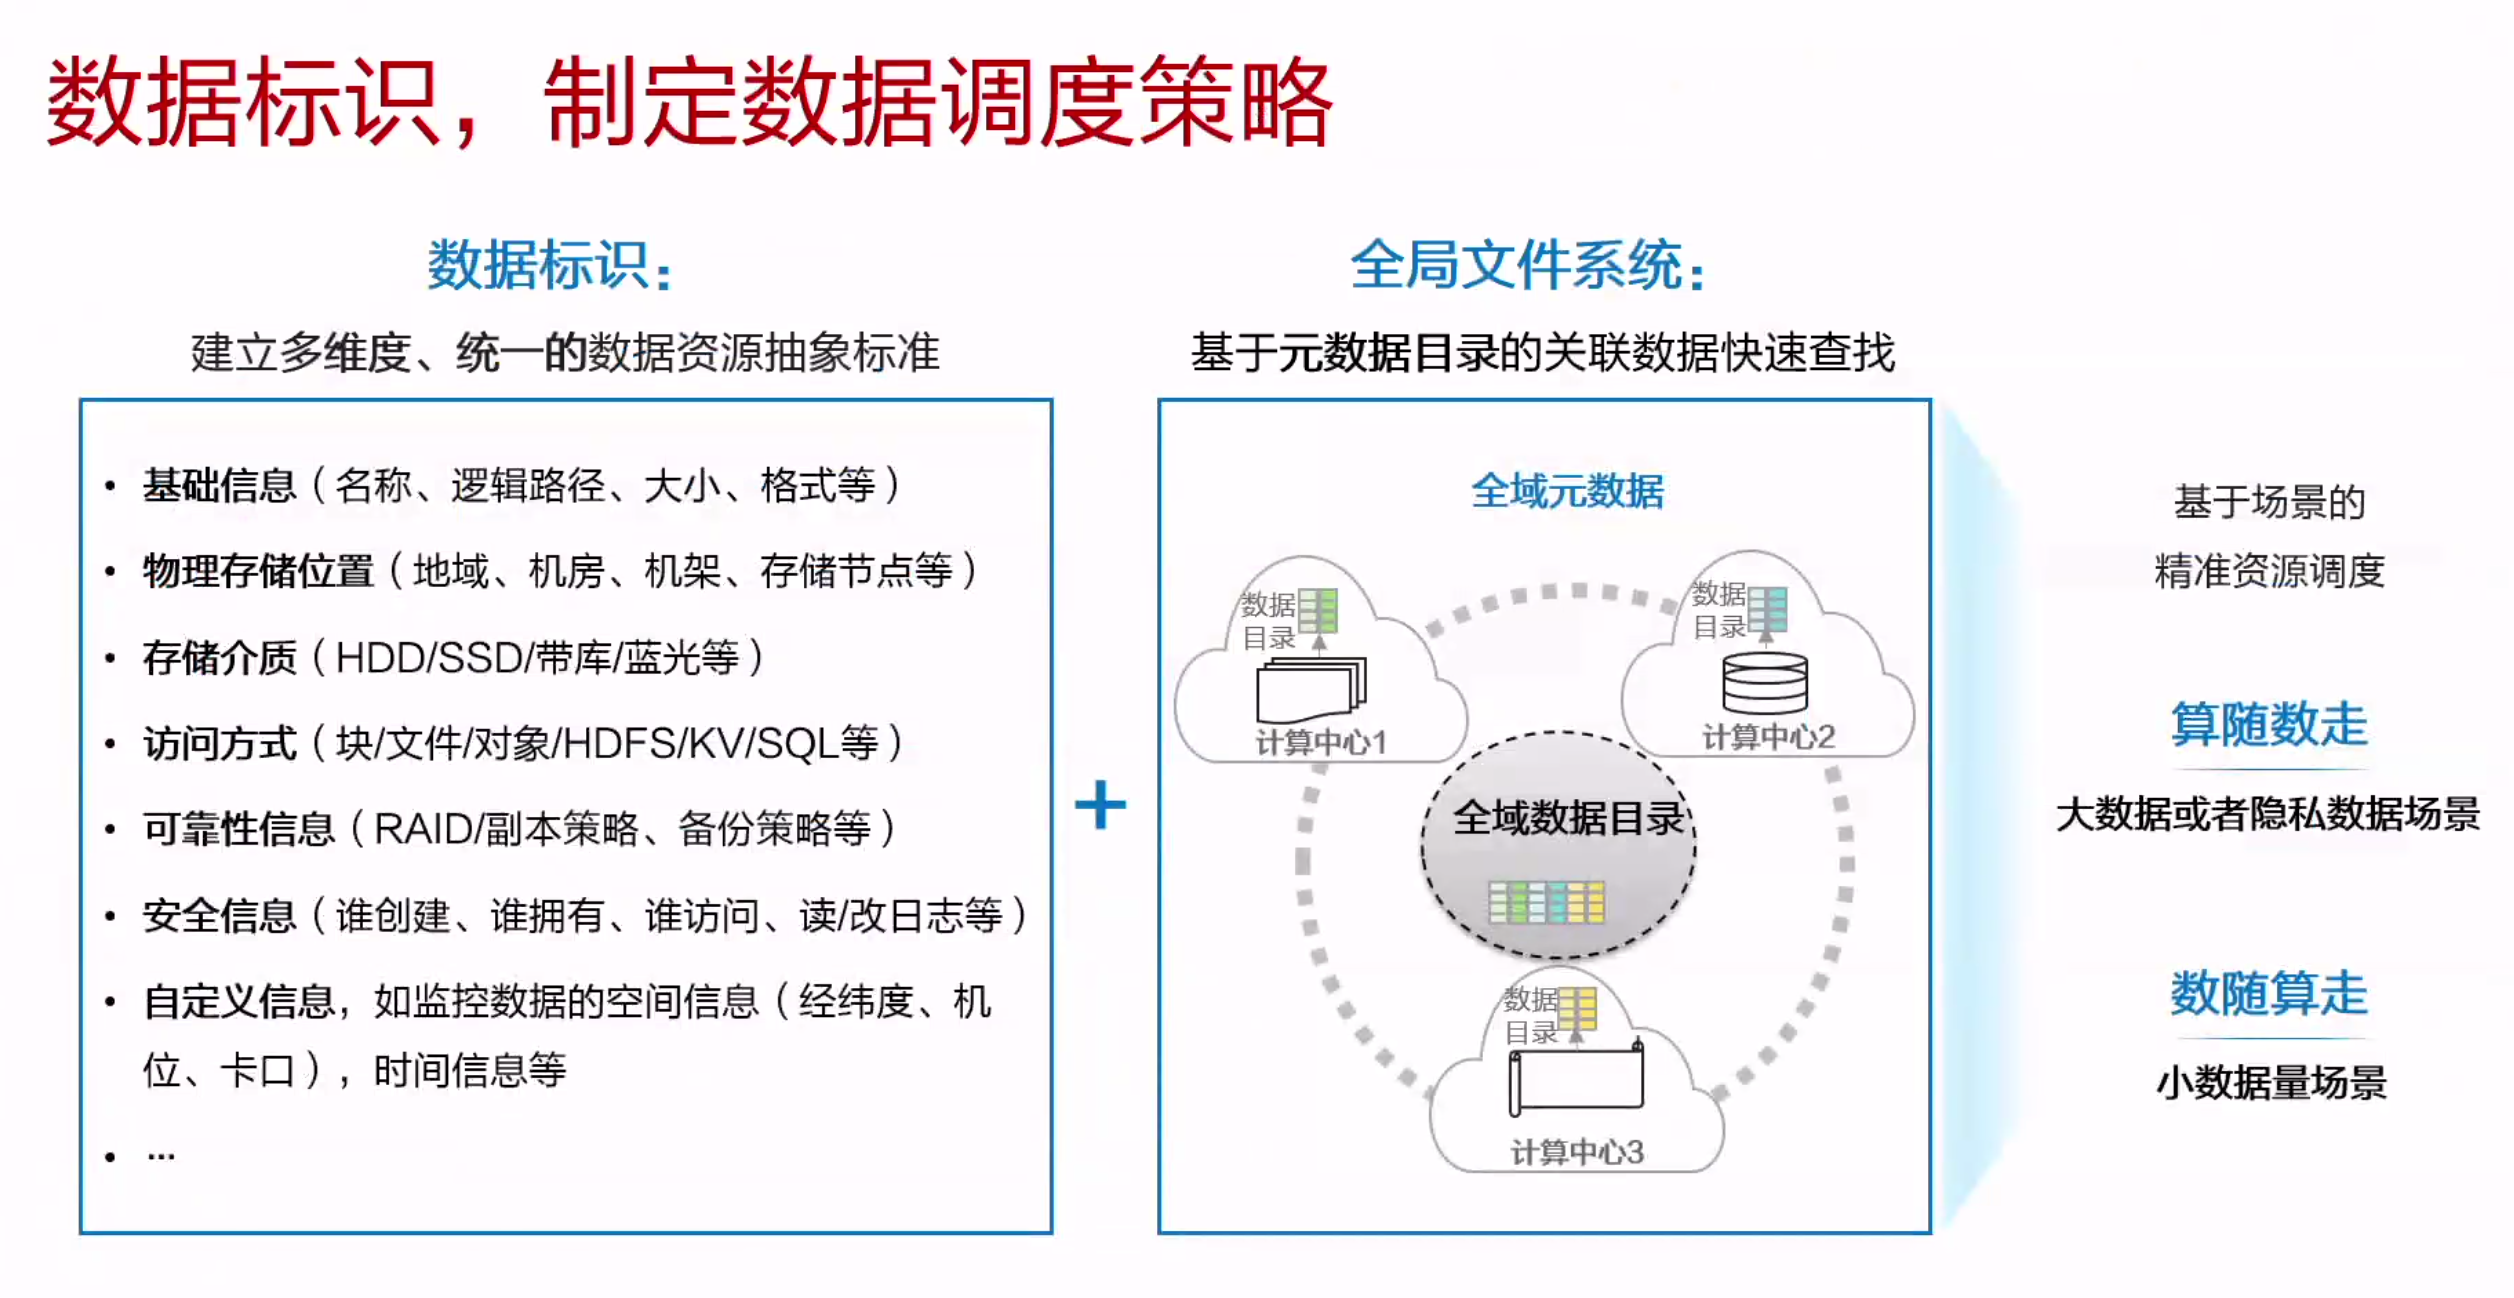 数据标识，制定数据调度策略
数据标识：
建立多维度、统一的数据资源抽象标准
• 基础信息（名称、逻辑路径、大小、格式等）
• 物理存储位置（地域、机房、机架、存储节点等）
• 存储介质（HDD/SSD/带库/蓝光等）
• 访问方式（块/文件/对象/HDFS/KV/SQL等）
• 可靠性信息（RAID/副本策略、备份策略等）
• 安全信息（谁创建、谁拥有、谁访问、读/改日志等）
• 自定义信息，如监控数据的空间信息（经纬度、机
位、卡口），时间信息等
• ...
+
全局文件系统：
基于元数据目录的关联数据快速查找
全域元数据
数据
目录
计算中心1
数据
目录
计算中心2
全域数据目录
数据
目录
计算中心3
基于场景的
精准资源调度
算随数走
大数据或者隐私数据场景
数随算走
小数据量场景